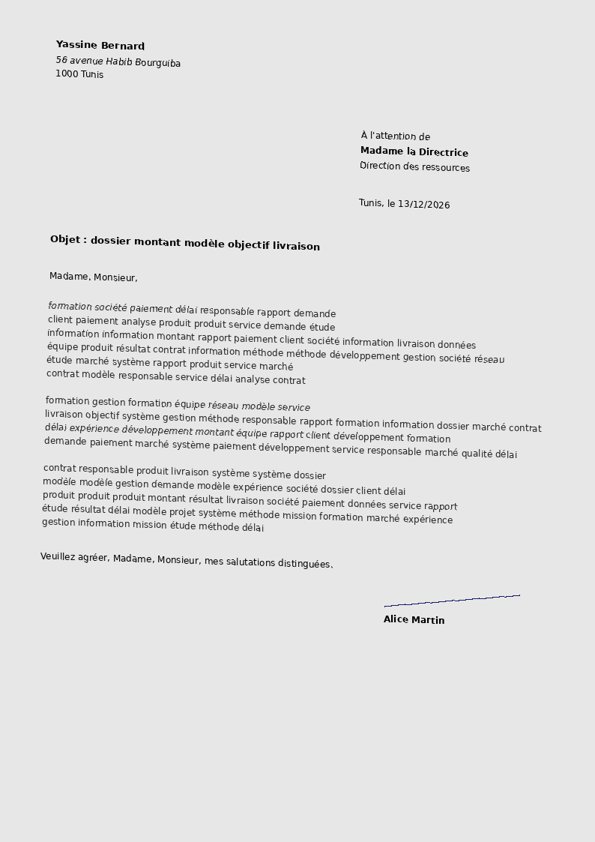 Yassine Bernard
56 avenue Habib Bourguiba
1000 Tunis
À l'attention de
Madame la Directrice
Direction des ressources
Tunis, le 13/12/2026
Objet : dossier montant modèle objectif livraison
Madame, Monsieur,
formation société paiement délai responsable rapport demande
client paiement analyse produit produit service demande étude
information information montant rapport paiement client société information livraison données
équipe produit résultat contrat information méthode méthode développement gestion société réseau
étude marché système rapport produit service marché
contrat modèle responsable service délai analyse contrat
formation gestion formation équipe réseau modèle service
livraison objectif système gestion méthode responsable rapport formation information dossier marché contrat
délai expérience développement montant équipe rapport client développement formation
demande paiement marché système paiement développement service responsable marché qualité délai
contrat responsable produit livraison système système dossier
modèle modèle gestion demande modèle expérience société dossier client délai
produit produit produit montant résultat livraison société paiement données service rapport
étude résultat délai modèle projet système méthode mission formation marché expérience
gestion information mission étude méthode délai
Veuillez agréer, Madame, Monsieur, mes salutations distinguées.
Alice Martin